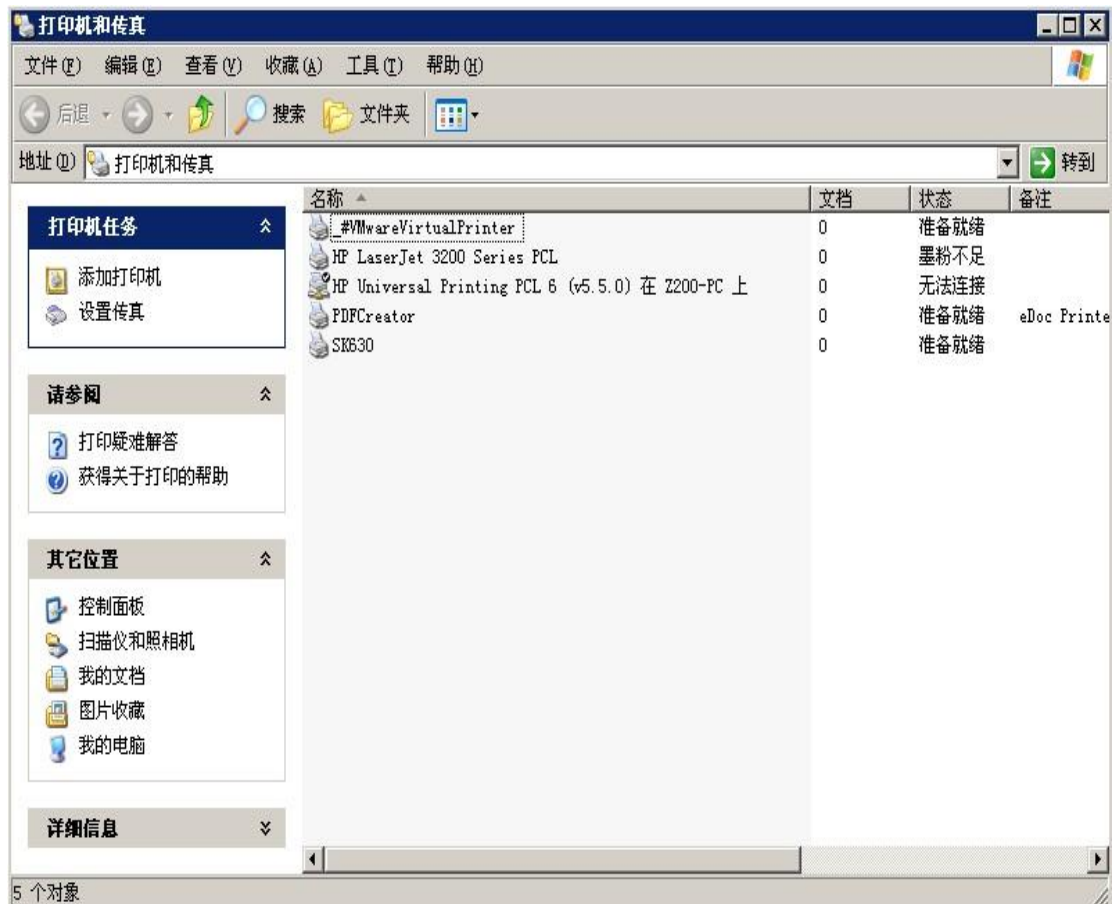 打印机和传真
文件(F) 编辑(E) 查看(V) 收藏(A) 工具(T) 帮助(H)
后退 搜索 文件夹
地址(D) 打印机和传真 转到
打印机任务
添加打印机
设置传真
请参阅
打印疑难解答
获得关于打印的帮助
其它位置
控制面板
扫描仪和照相机
我的文档
图片收藏
我的电脑
详细信息
名称 文档 状态 备注
_#VMwareVirtualPrinter 0 准备就绪
HP LaserJet 3200 Series PCL 0 墨粉不足
HP Universal Printing PCL 6 (v5.5.0) 在 Z200-PC 上 0 无法连接
PDFCreator 0 准备就绪 eDoc Printe
SK630 0 准备就绪
5 个对象